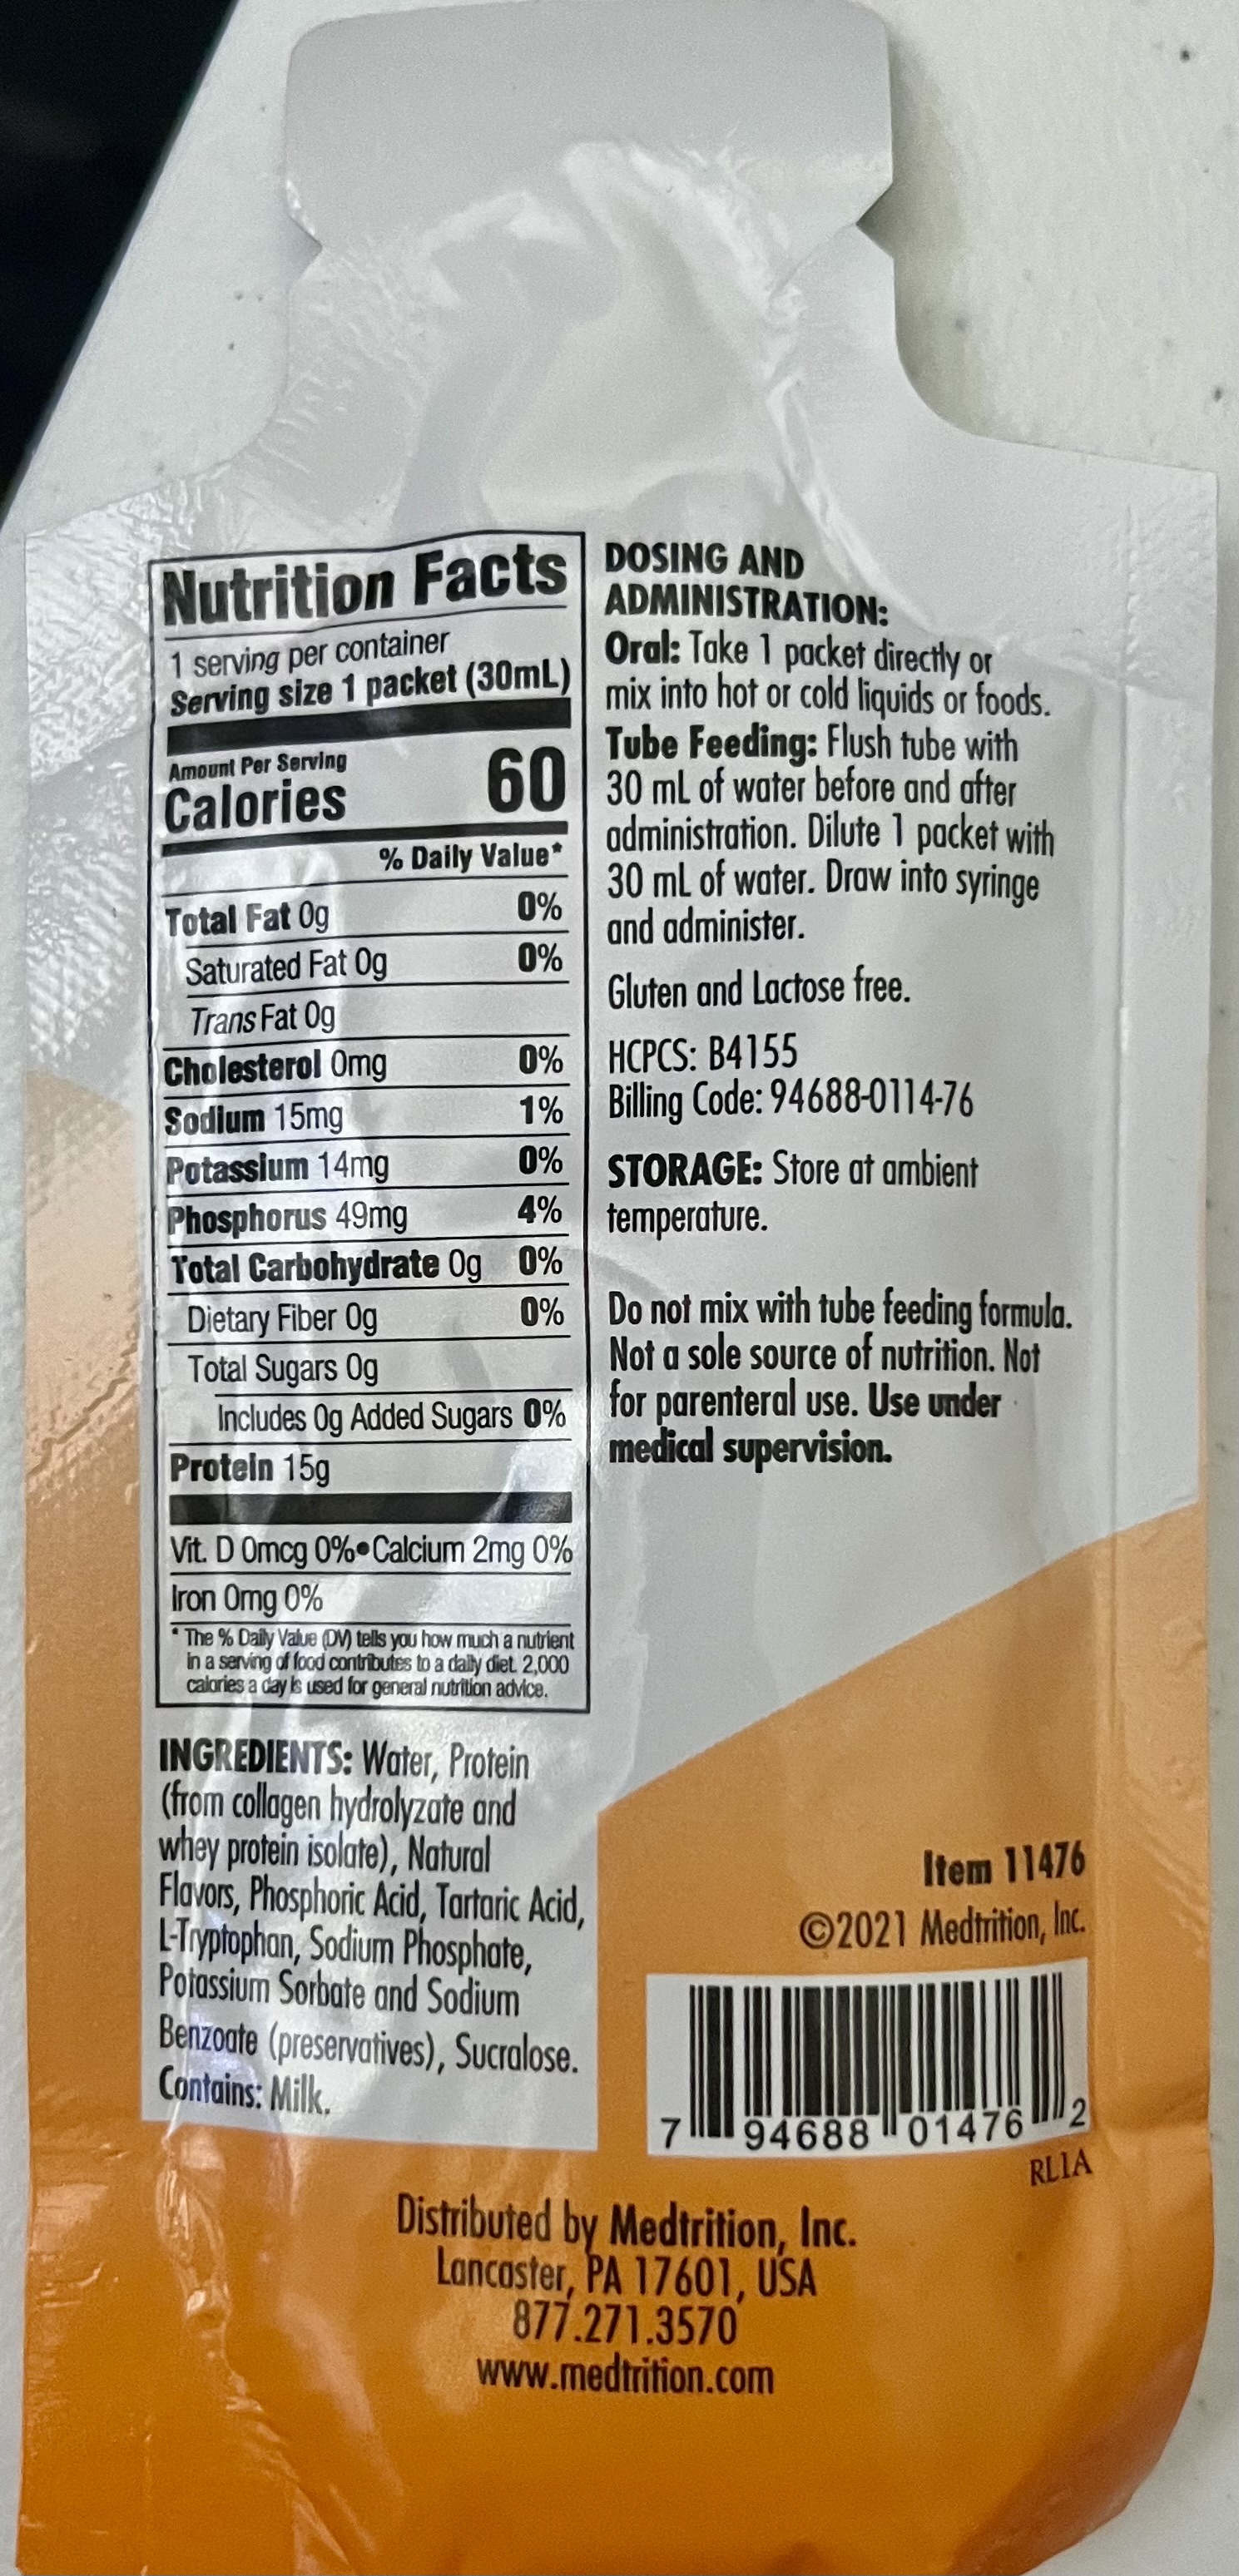 Nutrition Facts
1 serving per container
Serving size 1 packet (30mL)
Amount Per Serving
Calories 60
% Daily Value*
Total Fat 0g 0%
Saturated Fat 0g 0%
Trans Fat 0g
Cholesterol 0mg 0%
Sodium 15mg 1%
Potassium 14mg 0%
Phosphorus 49mg 4%
Total Carbohydrate 0g 0%
Dietary Fiber 0g 0%
Total Sugars 0g
Includes 0g Added Sugars 0%
Protein 15g
Vit. D 0mcg 0%•Calcium 2mg 0%
Iron 0mg 0%
* The % Daily Value (DV) tells you how much a nutrient
in a serving of food contributes to a daily diet. 2,000
calories a day is used for general nutrition advice.
INGREDIENTS: Water, Protein
(from collagen hydrolyzate and
whey protein isolate), Natural
Flavors, Phosphoric Acid, Tartaric Acid,
L-Tryptophan, Sodium Phosphate,
Potassium Sorbate and Sodium
Benzoate (preservatives), Sucralose.
Contains: Milk.
DOSING AND
ADMINISTRATION:
Oral: Take 1 packet directly or
mix into hot or cold liquids or foods.
Tube Feeding: Flush tube with
30 mL of water before and after
administration. Dilute 1 packet with
30 mL of water. Draw into syringe
and administer.
Gluten and Lactose free.
HCPCS: B4155
Billing Code: 94688-0114-76
STORAGE: Store at ambient
temperature.
Do not mix with tube feeding formula.
Not a sole source of nutrition. Not
for parenteral use. Use under
medical supervision.
Item 11476
©2021 Medtrition, Inc.
7 94688 01476 2
RL1A
Distributed by Medtrition, Inc.
Lancaster, PA 17601, USA
877.271.3570
www.medtrition.com